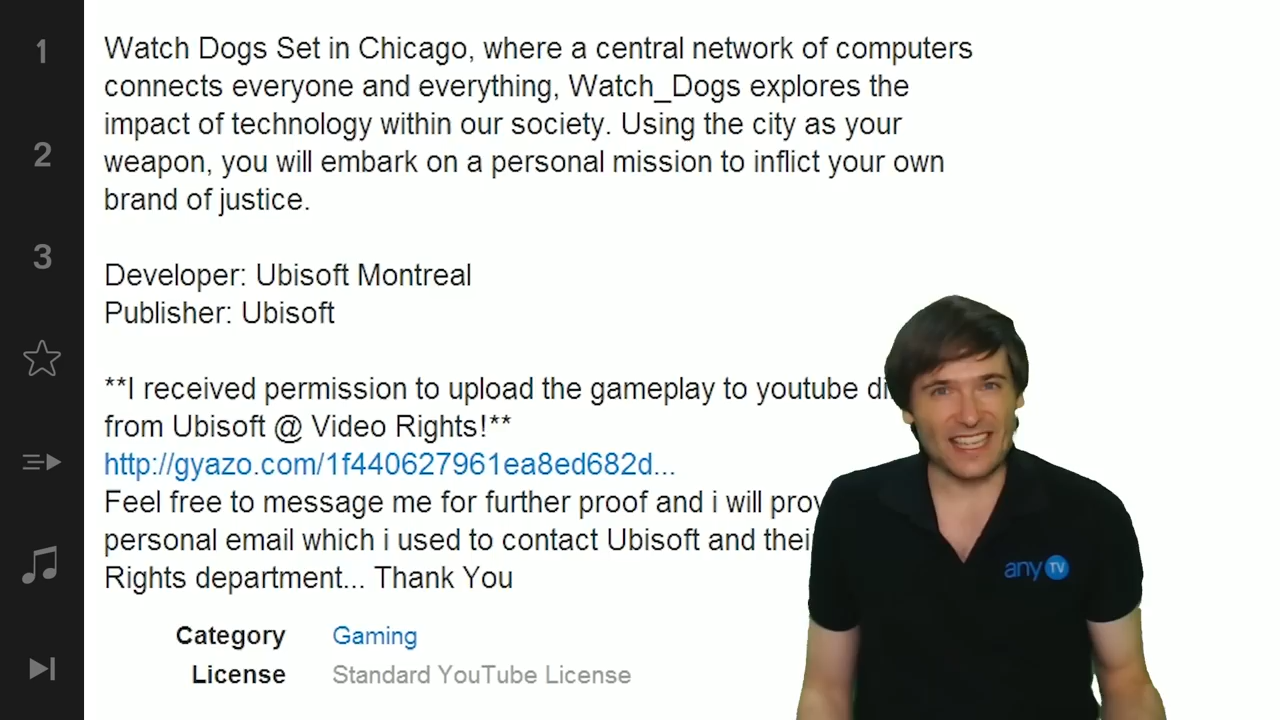 1
2
3
Watch Dogs Set in Chicago, where a central network of computers
connects everyone and everything, Watch_Dogs explores the
impact of technology within our society. Using the city as your
weapon, you will embark on a personal mission to inflict your own
brand of justice.
Developer: Ubisoft Montreal
Publisher: Ubisoft
**I received permission to upload the gameplay to youtube
from Ubisoft @ Video Rights!**
http://gyazo.com/1f440627961ea8ed682d...
Feel free to message me for further proof and i will
personal email which i used to contact Ubisoft and
Rights department... Thank You
Category Gaming
License Standard YouTube License
any TV